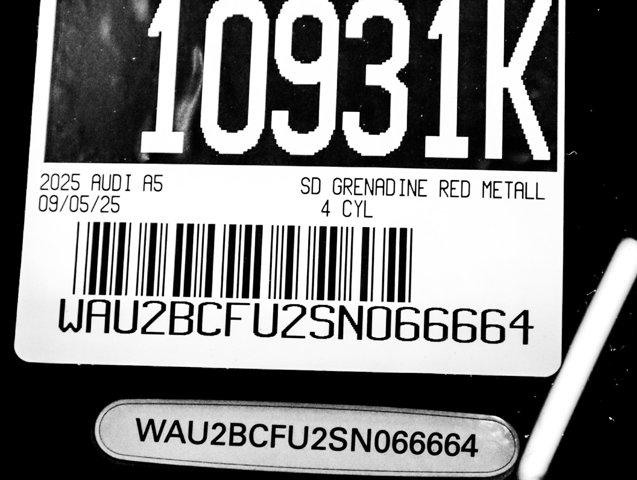 10931K
2025 AUDI A5 SD GRENADINE RED METALL
09/05/25 4 CYL
WAU2BCFU2SN066664
WAU2BCFU2SN066664